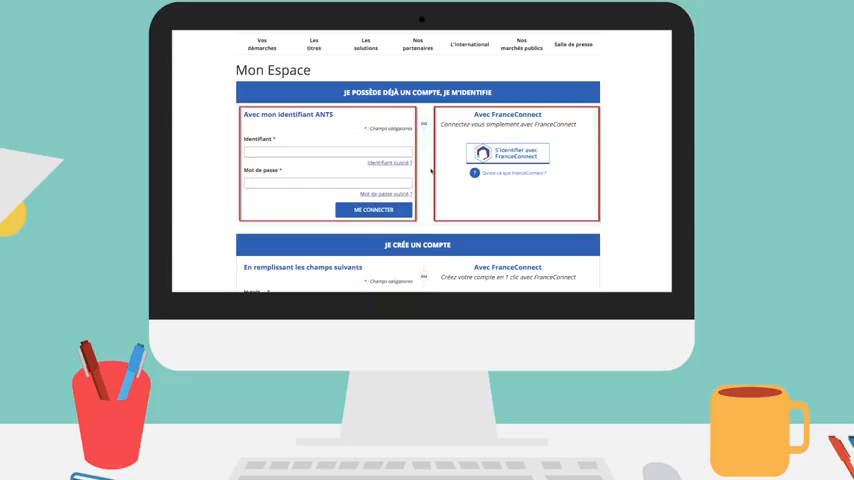 Vos démarches
Les titres
Les solutions
Nos partenaires
L'international
Nos marchés publics
Salle de presse
Mon Espace
JE POSSÈDE DÉJÀ UN COMPTE, JE M'IDENTIFIE
Avec mon identifiant ANTS
* : Champs obligatoires
Identifiant *
Identifiant oublié ?
Mot de passe *
Mot de passe oublié ?
ME CONNECTER
ou
Avec FranceConnect
Connectez-vous simplement avec FranceConnect
S'identifier avec
FranceConnect
? Qu'est-ce que FranceConnect ?
JE CRÉE UN COMPTE
En remplissant les champs suivants
* : Champs obligatoires
ou
Avec FranceConnect
Créez votre compte en 1 clic avec FranceConnect